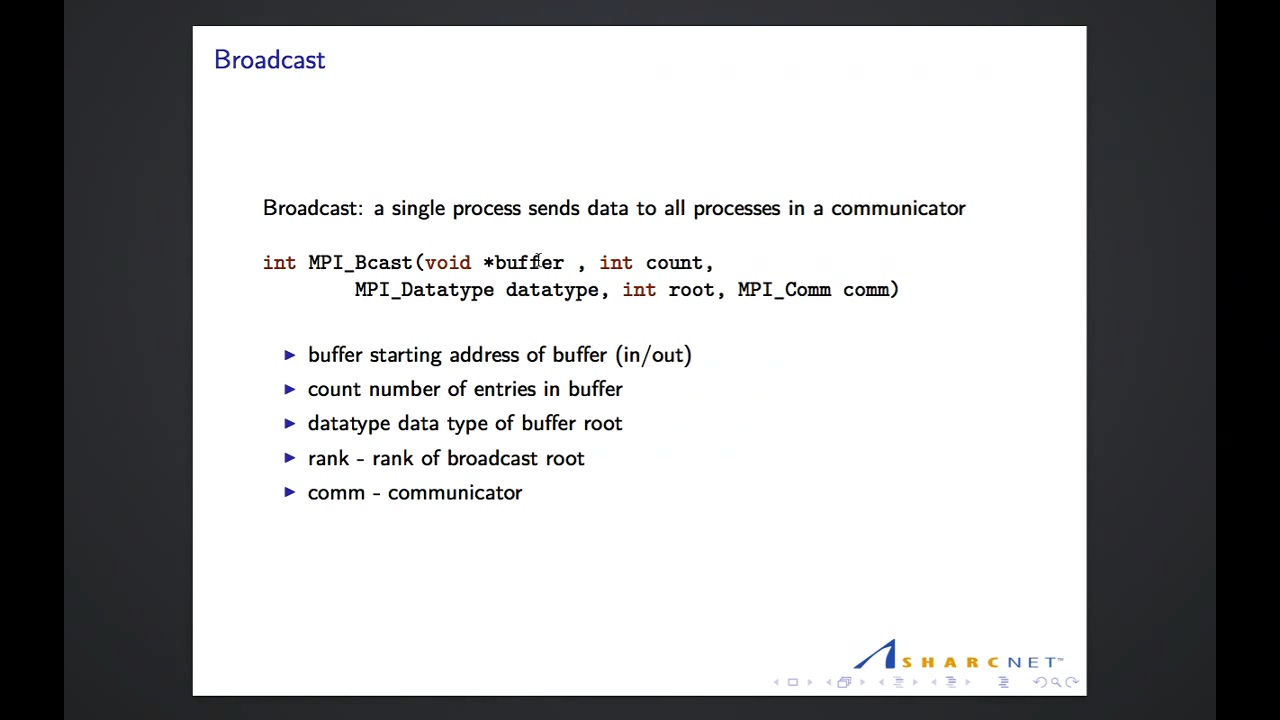 Broadcast
Broadcast: a single process sends data to all processes in a communicator
int MPI_Bcast(void *buffer , int count,
MPI_Datatype datatype, int root, MPI_Comm comm)
▶ buffer starting address of buffer (in/out)
▶ count number of entries in buffer
▶ datatype data type of buffer root
▶ rank - rank of broadcast root
▶ comm - communicator
SHARCNET™